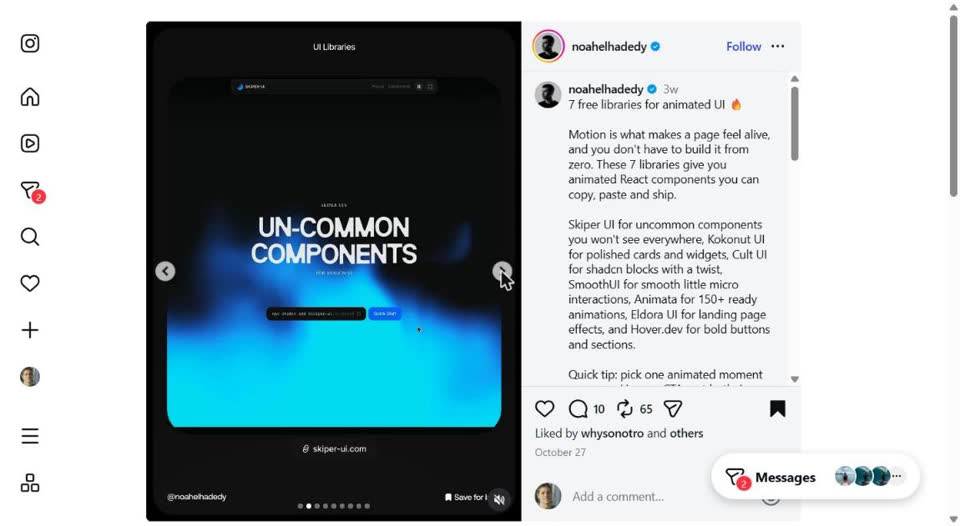 UI Libraries
SKIPER-UI
UN-COMMON
COMPONENTS
skiper-ui.com
@noahelhadedy
Save for l
noahelhadedy
Follow
noahelhadedy 3w
7 free libraries for animated UI 🔥
Motion is what makes a page feel alive,
and you don't have to build it from
zero. These 7 libraries give you
animated React components you can
copy, paste and ship.
Skiper UI for uncommon components
you won't see everywhere, Kokonut UI
for polished cards and widgets, Cult UI
for shadcn blocks with a twist,
SmoothUI for smooth little micro
interactions, Animata for 150+ ready
animations, Eldora UI for landing page
effects, and Hover.dev for bold buttons
and sections.
Quick tip: pick one animated moment
10
65
Liked by whysonotro and others
October 27
Add a comment...
2
2
Messages